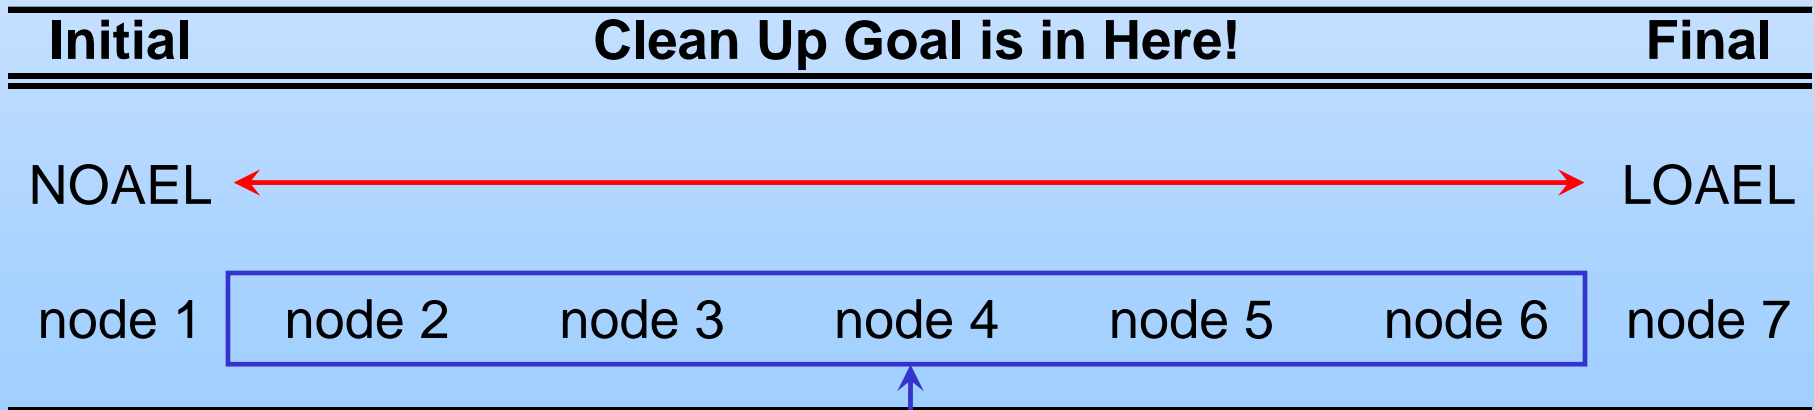 Initial Clean Up Goal is in Here! Final
NOAEL LOAEL
node 1 node 2 node 3 node 4 node 5 node 6 node 7